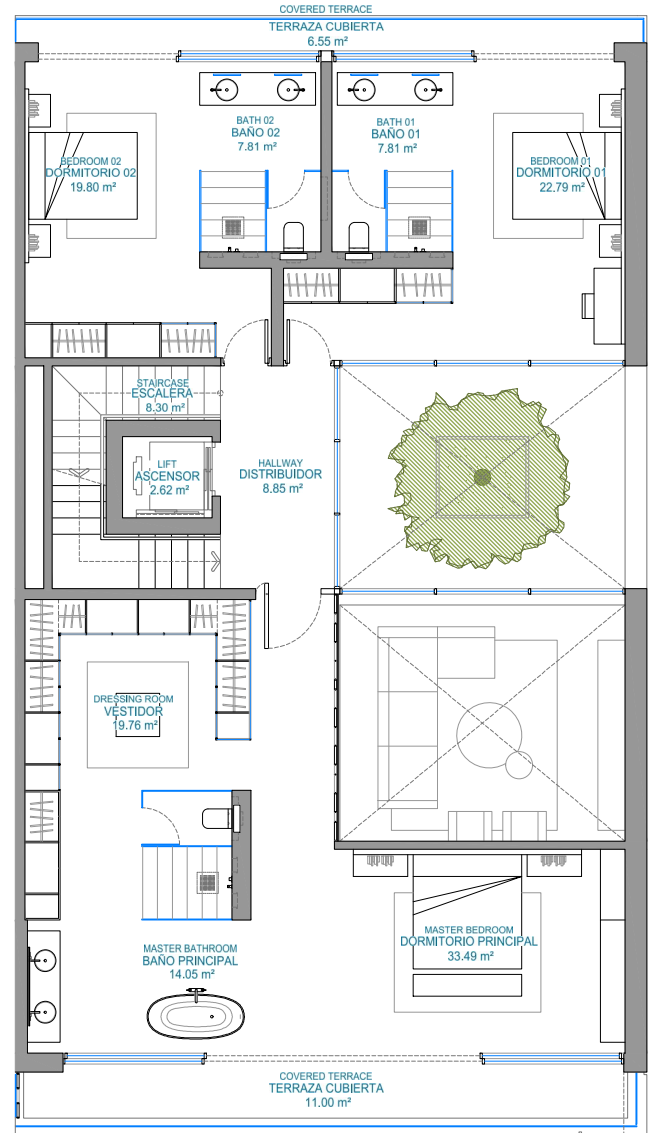 COVERED TERRACE
TERRAZA CUBIERTA
6.55 m²
BATH 02
BAÑO 02
7.81 m²
BATH 01
BAÑO 01
7.81 m²
BEDROOM 02
DORMITORIO 02
19.80 m²
BEDROOM 01
DORMITORIO 01
22.79 m²
STAIRCASE
ESCALERA
8.30 m²
LIFT
ASCENSOR
2.62 m²
HALLWAY
DISTRIBUIDOR
8.85 m²
DRESSING ROOM
VESTIDOR
19.76 m²
MASTER BATHROOM
BAÑO PRINCIPAL
14.05 m²
MASTER BEDROOM
DORMITORIO PRINCIPAL
33.49 m²
COVERED TERRACE
TERRAZA CUBIERTA
11.00 m²